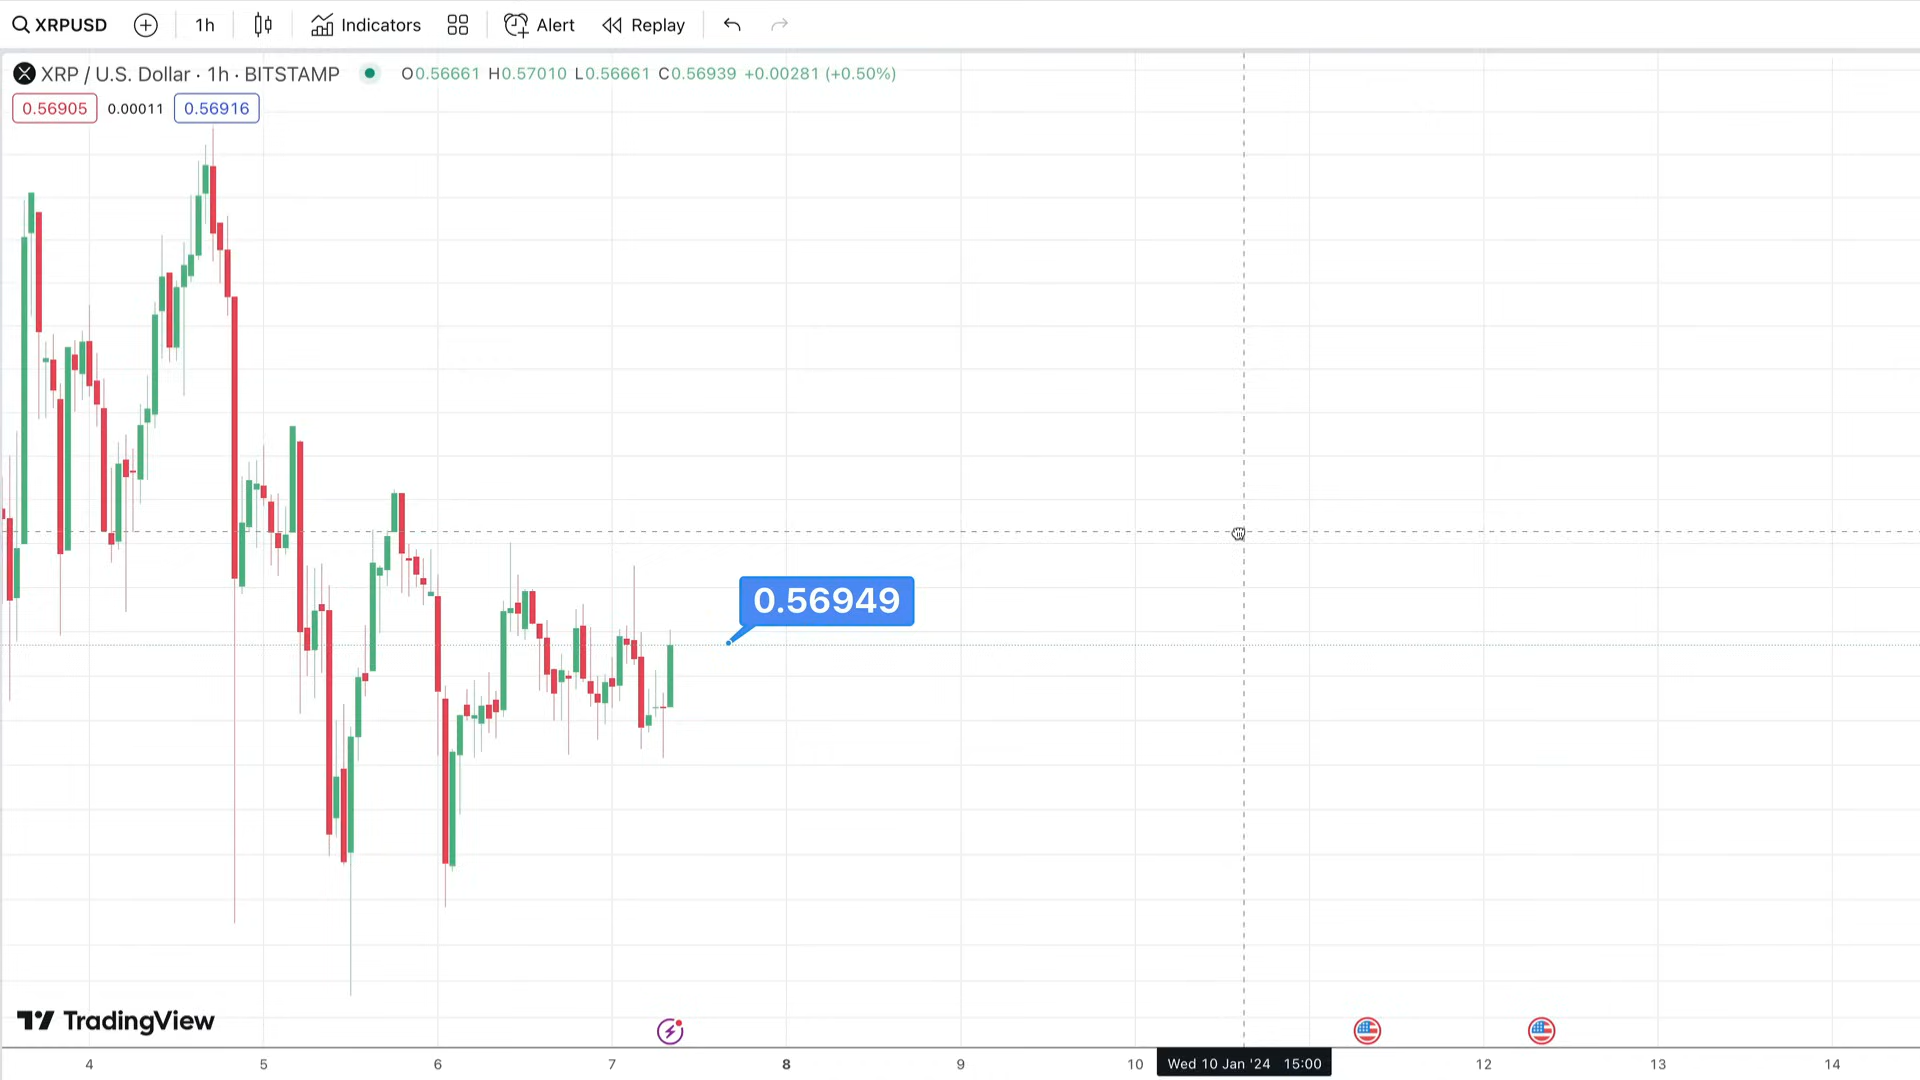 XRPUSD 1h Indicators Alert Replay
XRP / U.S. Dollar · 1h · BITSTAMP O0.56661 H0.57010 L0.56661 C0.56939 +0.00281 (+0.50%)
0.56905 0.00011 0.56916
0.56949
TradingView
4 5 6 7 8 9 10 Wed 10 Jan '24 15:00 12 13 14